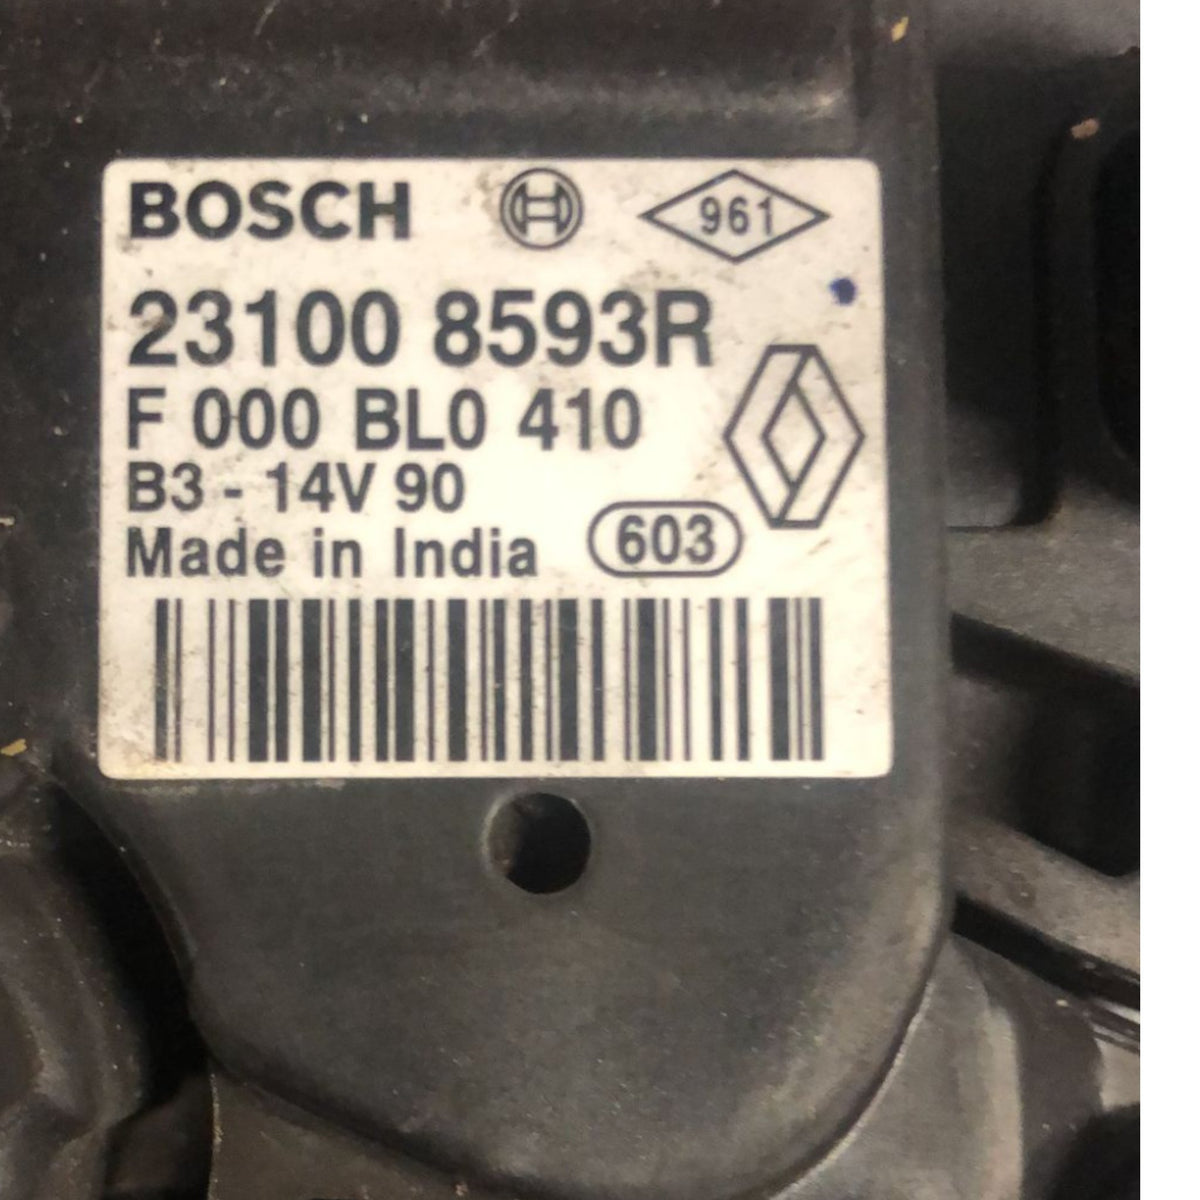 BOSCH 961
23100 8593R
F 000 BL0 410
B3 - 14V 90
Made in India 603